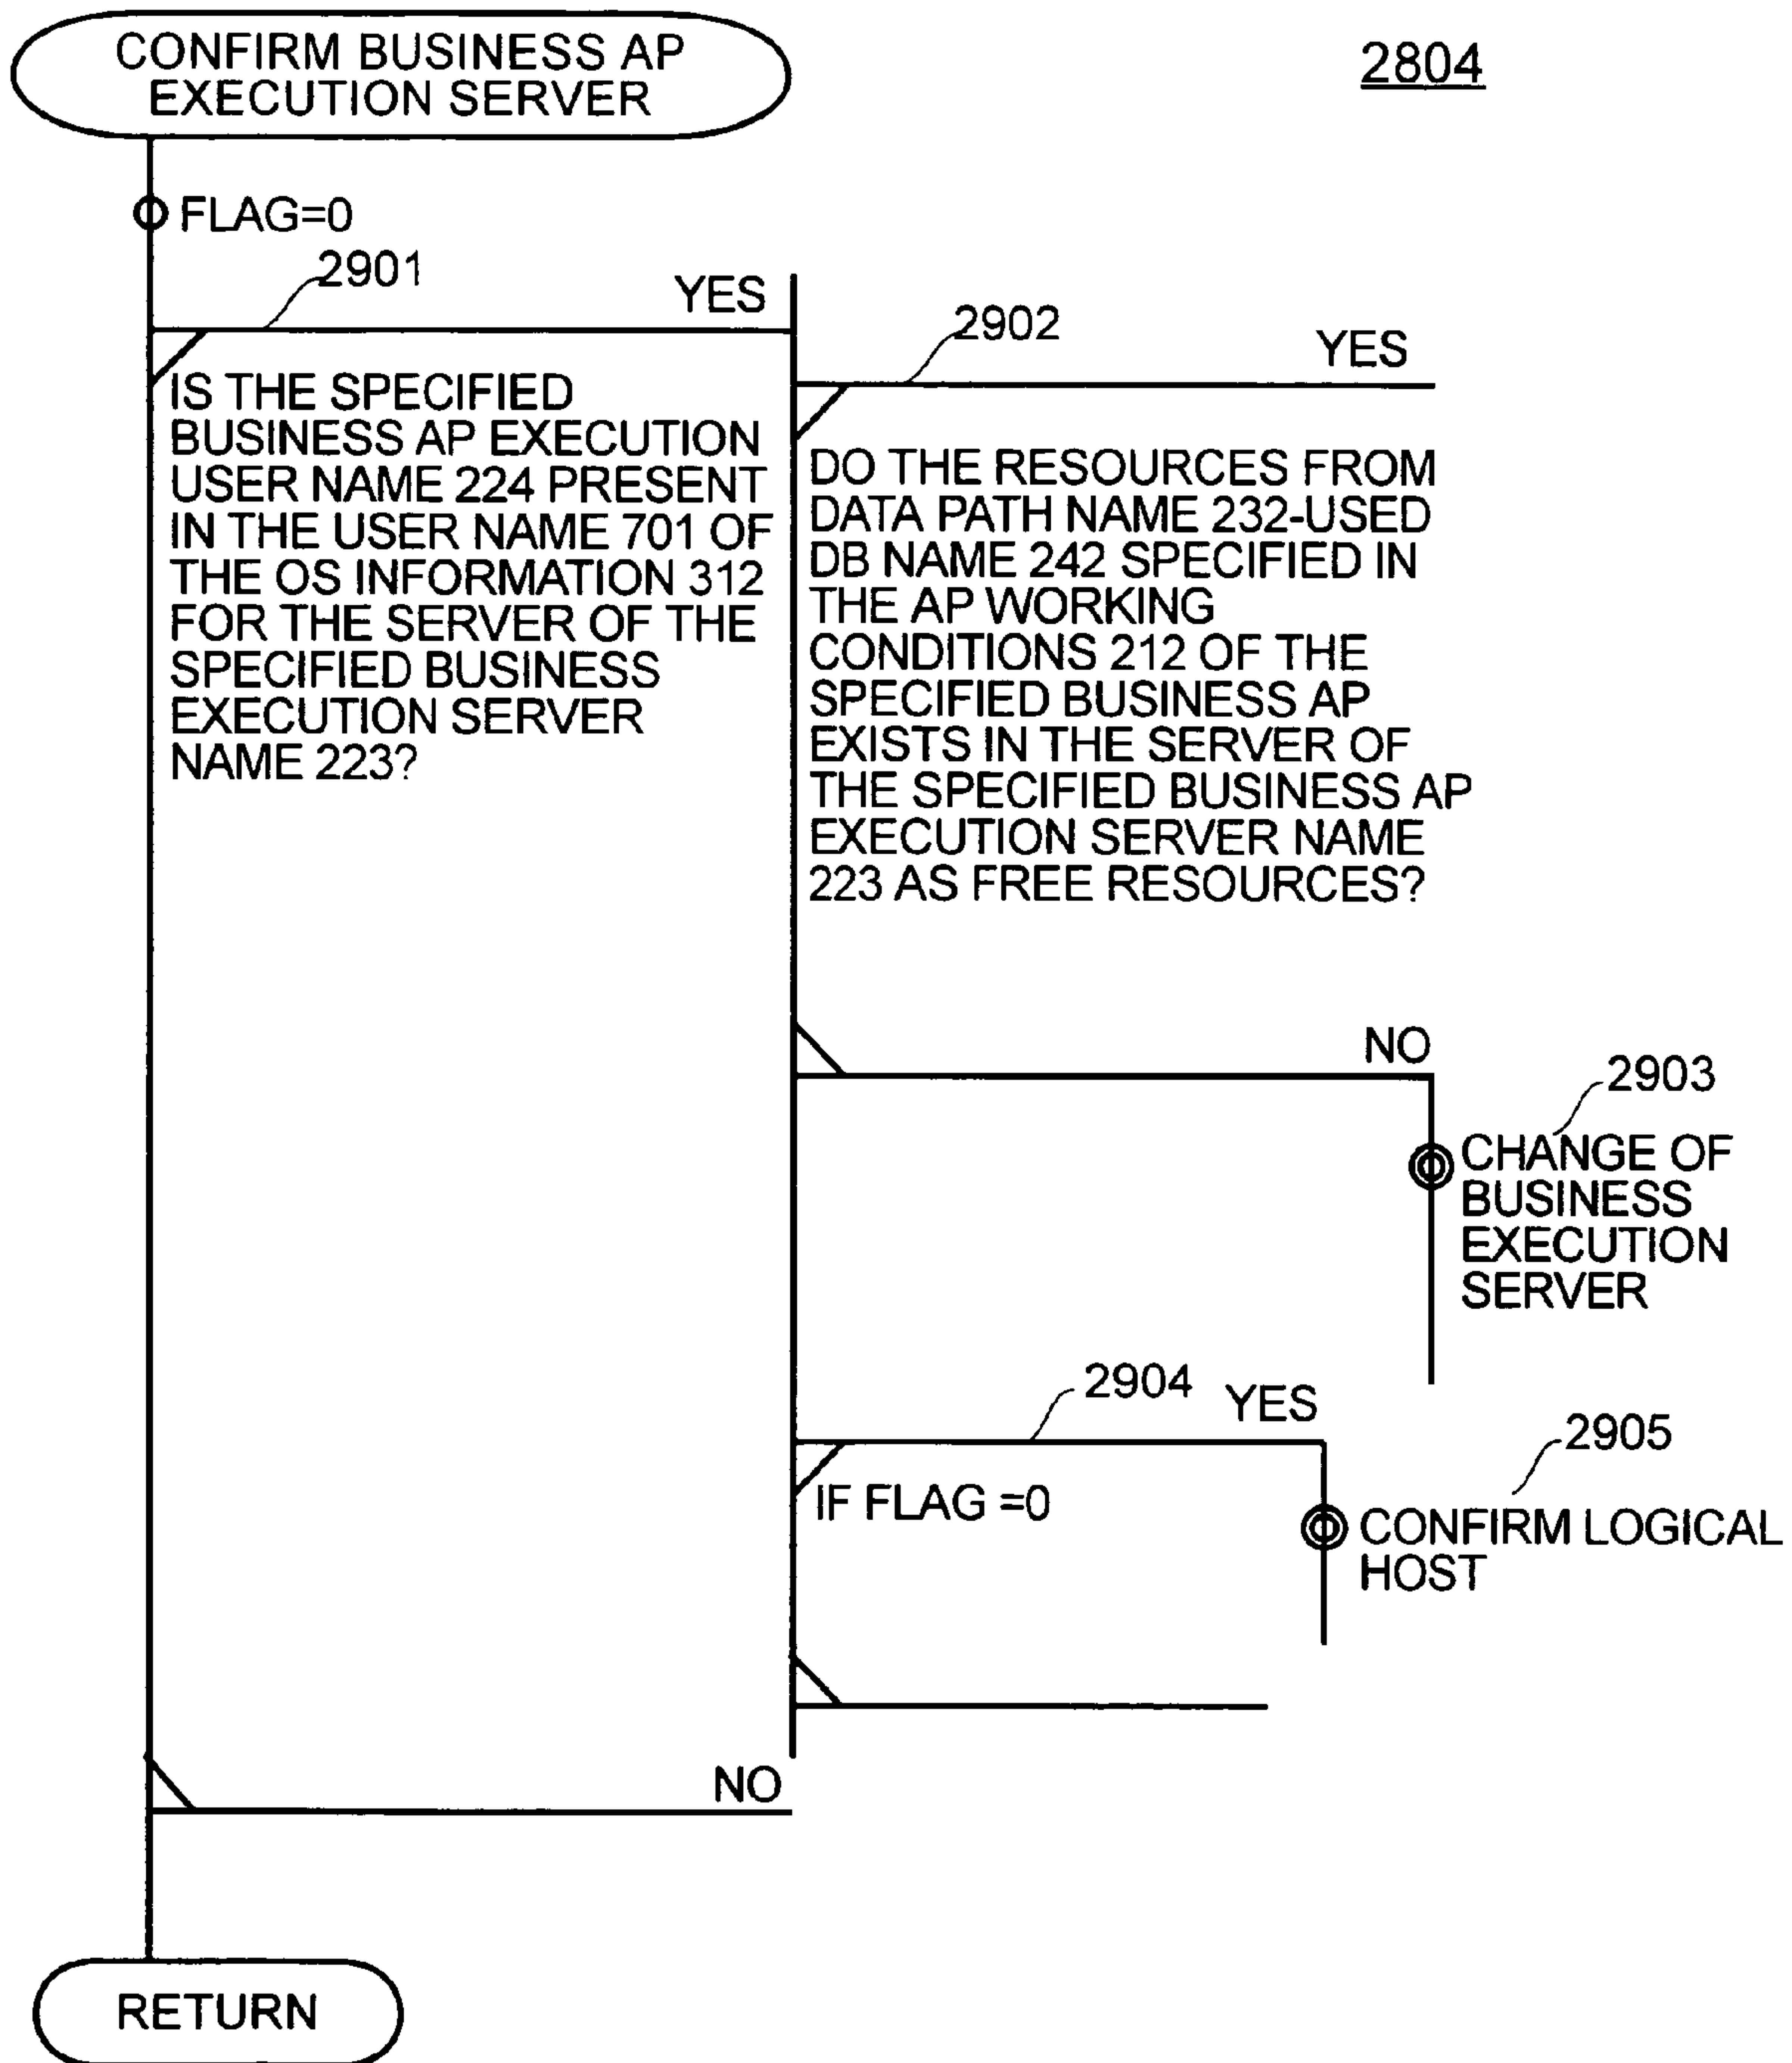 CONFIRM BUSINESS AP
EXECUTION SERVER
2804
FLAG=0
2901
YES
IS THE SPECIFIED
BUSINESS AP EXECUTION
USER NAME 224 PRESENT
IN THE USER NAME 701 OF
THE OS INFORMATION 312
FOR THE SERVER OF THE
SPECIFIED BUSINESS
EXECUTION SERVER
NAME 223?
2902
YES
DO THE RESOURCES FROM
DATA PATH NAME 232-USED
DB NAME 242 SPECIFIED IN
THE AP WORKING
CONDITIONS 212 OF THE
SPECIFIED BUSINESS AP
EXISTS IN THE SERVER OF
THE SPECIFIED BUSINESS AP
EXECUTION SERVER NAME
223 AS FREE RESOURCES?
NO
2903
CHANGE OF
BUSINESS
EXECUTION
SERVER
2904
YES
IF FLAG =0
2905
CONFIRM LOGICAL
HOST
NO
RETURN